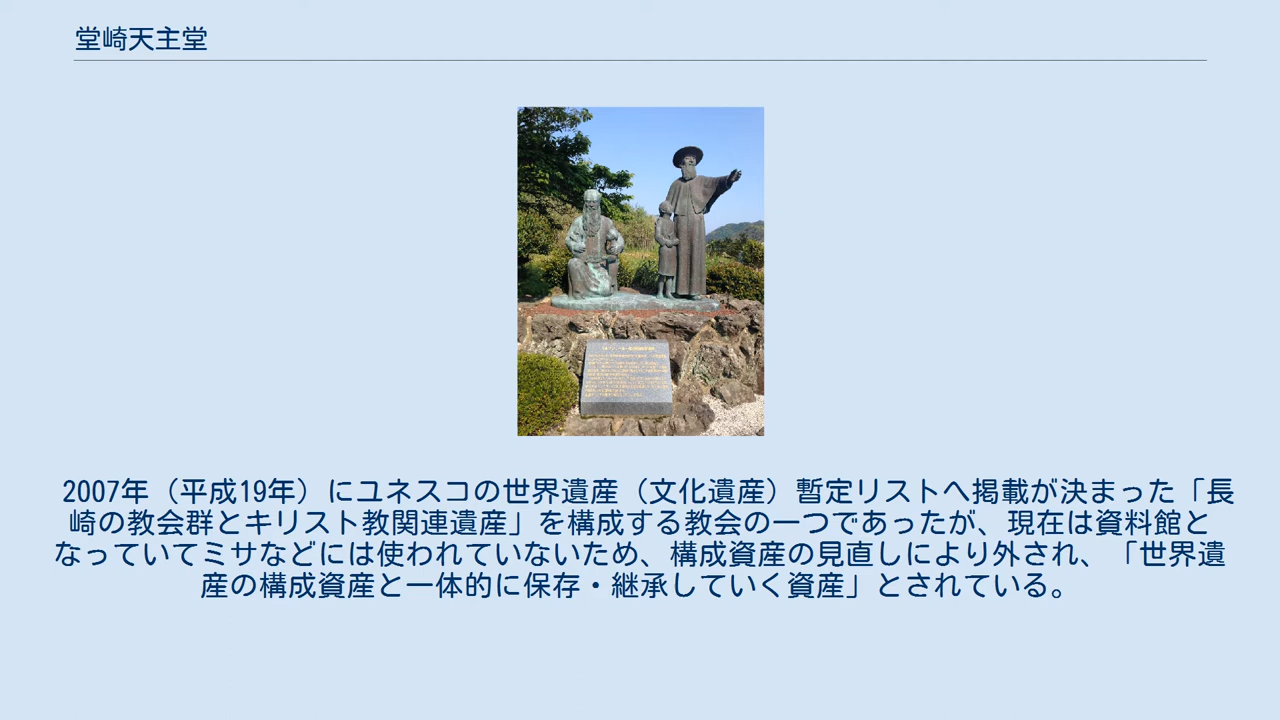 堂崎天主堂
2007年（平成19年）にユネスコの世界遺産（文化遺産）暫定リストへ掲載が決まった「長
崎の教会群とキリスト教関連遺産」を構成する教会の一つであったが、現在は資料館と
なっていてミサなどには使われていないため、構成資産の見直しにより外され、「世界遺
産の構成資産と一体的に保存・継承していく資産」とされている。